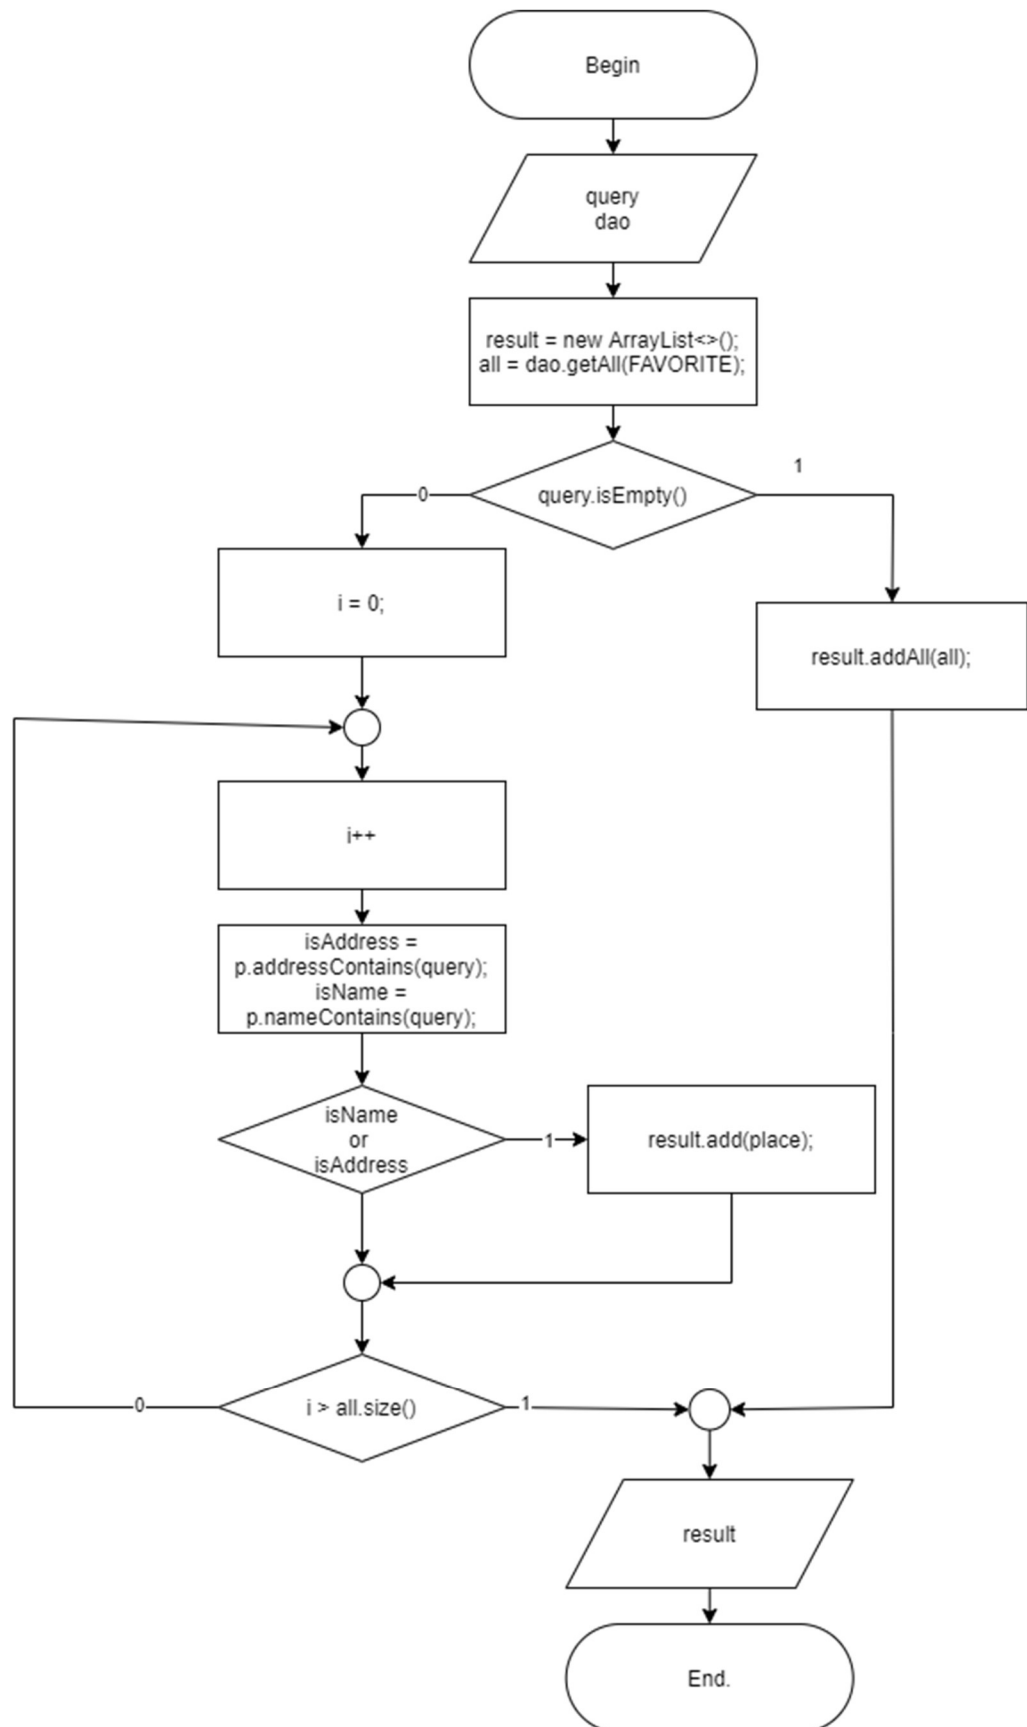 Begin
query
dao
result = new ArrayList<>();
all = dao.getAll(FAVORITE);
query.isEmpty()
0
1
i = 0;
result.addAll(all);
i++
isAddress =
p.addressContains(query);
isName =
p.nameContains(query);
isName
or
isAddress
1
result.add(place);
i > all.size()
0
1
result
End.